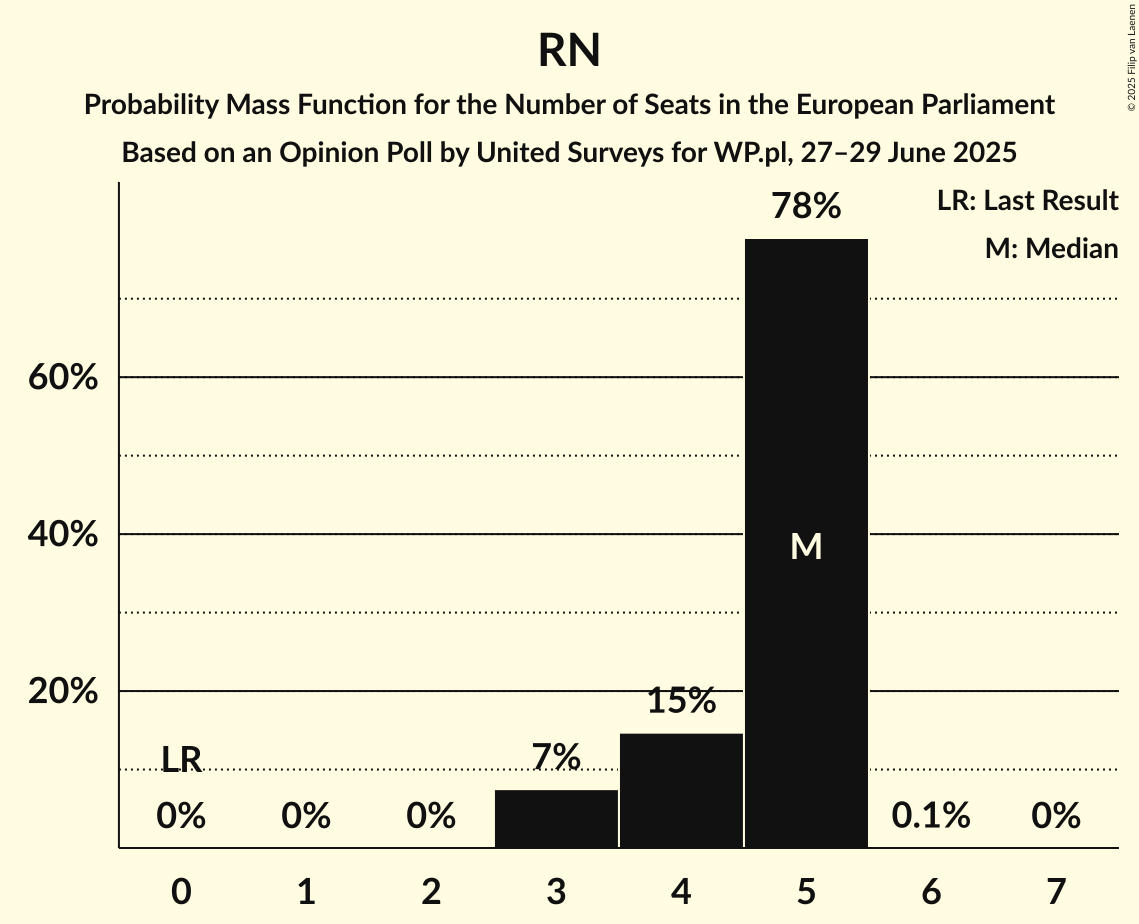 RN
Probability Mass Function for the Number of Seats in the European Parliament
Based on an Opinion Poll by United Surveys for WP.pl, 27–29 June 2025
© 2025 Filip van Laenen
LR: Last Result
M: Median
78%
60%
40%
M
20%
15%
LR
7%
0% 0% 0% 0.1% 0%
0 1 2 3 4 5 6 7